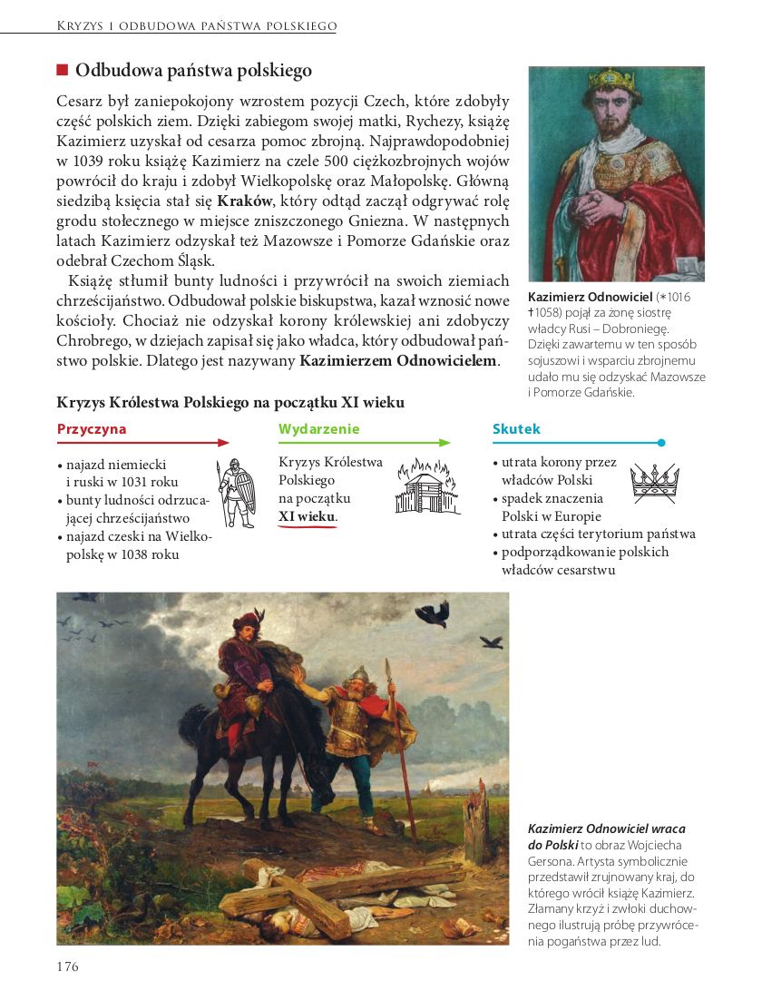 Kryzys i odbudowa państwa polskiego
Odbudowa państwa polskiego
Cesarz był zaniepokojony wzrostem pozycji Czech, które zdobyły
część polskich ziem. Dzięki zabiegom swojej matki, Rychezy, książę
Kazimierz uzyskał od cesarza pomoc zbrojną. Najprawdopodobniej
w 1039 roku książę Kazimierz na czele 500 ciężkozbrojnych wojów
powrócił do kraju i zdobył Wielkopolskę oraz Małopolskę. Główną
siedzibą księcia stał się Kraków, który odtąd zaczął odgrywać rolę
grodu stołecznego w miejsce zniszczonego Gniezna. W następnych
latach Kazimierz odzyskał też Mazowsze i Pomorze Gdańskie oraz
odebrał Czechom Śląsk.
Książę stłumił bunty ludności i przywrócił na swoich ziemiach
chrześcijaństwo. Odbudował polskie biskupstwa, kazał wznosić nowe
kościoły. Chociaż nie odzyskał korony królewskiej ani zdobyczy
Chrobrego, w dziejach zapisał się jako władca, który odbudował pań-
stwo polskie. Dlatego jest nazywany Kazimierzem Odnowicielem.
Kazimierz Odnowiciel (*1016
†1058) pojął za żonę siostrę
władcy Rusi – Dobroniegę.
Dzięki zawartemu w ten sposób
sojuszowi i wsparciu zbrojnemu
udało mu się odzyskać Mazowsze
i Pomorze Gdańskie.
Kryzys Królestwa Polskiego na początku XI wieku
Przyczyna
• najazd niemiecki
i ruski w 1031 roku
• bunty ludności odrzuca-
jącej chrześcijaństwo
• najazd czeski na Wielko-
polskę w 1038 roku
Wydarzenie
Kryzys Królestwa
Polskiego
na początku
XI wieku.
Skutek
• utrata korony przez
władców Polski
• spadek znaczenia
Polski w Europie
• utrata części terytorium państwa
• podporządkowanie polskich
władców cesarstwu
Kazimierz Odnowiciel wraca
do Polski to obraz Wojciecha
Gersona. Artysta symbolicznie
przedstawił zrujnowany kraj, do
którego wrócił książę Kazimierz.
Złamany krzyż i zwłoki duchow-
nego ilustrują próbę przywróce-
nia pogaństwa przez lud.
176